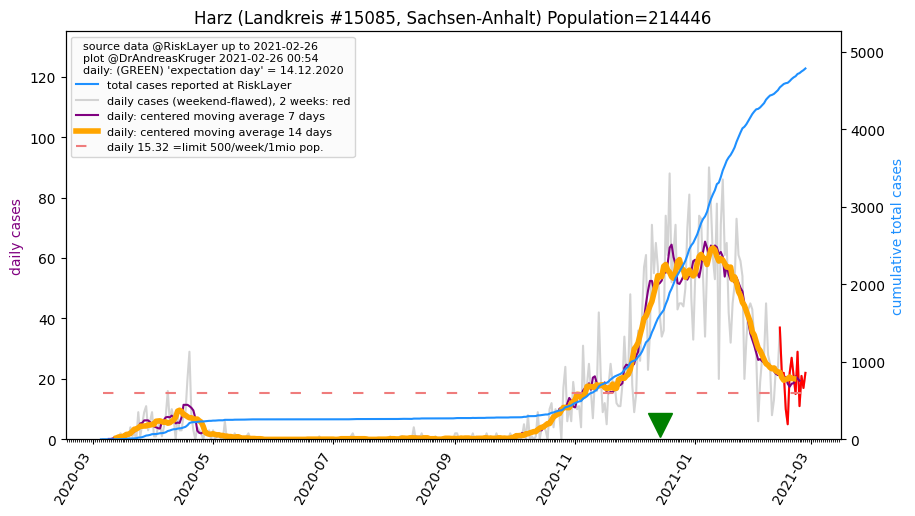 Harz (Landkreis #15085, Sachsen-Anhalt) Population=214446
source data @RiskLayer up to 2021-02-26
plot @DrAndreasKruger 2021-02-26 00:54
daily: (GREEN) 'expectation day' = 14.12.2020
total cases reported at RiskLayer
daily cases (weekend-flawed), 2 weeks: red
daily: centered moving average 7 days
daily: centered moving average 14 days
daily 15.32 =limit 500/week/1mio pop.
daily cases
120
100
80
60
40
20
0
cumulative total cases
5000
4000
3000
2000
1000
0
2020-03
2020-05
2020-07
2020-09
2020-11
2021-01
2021-03